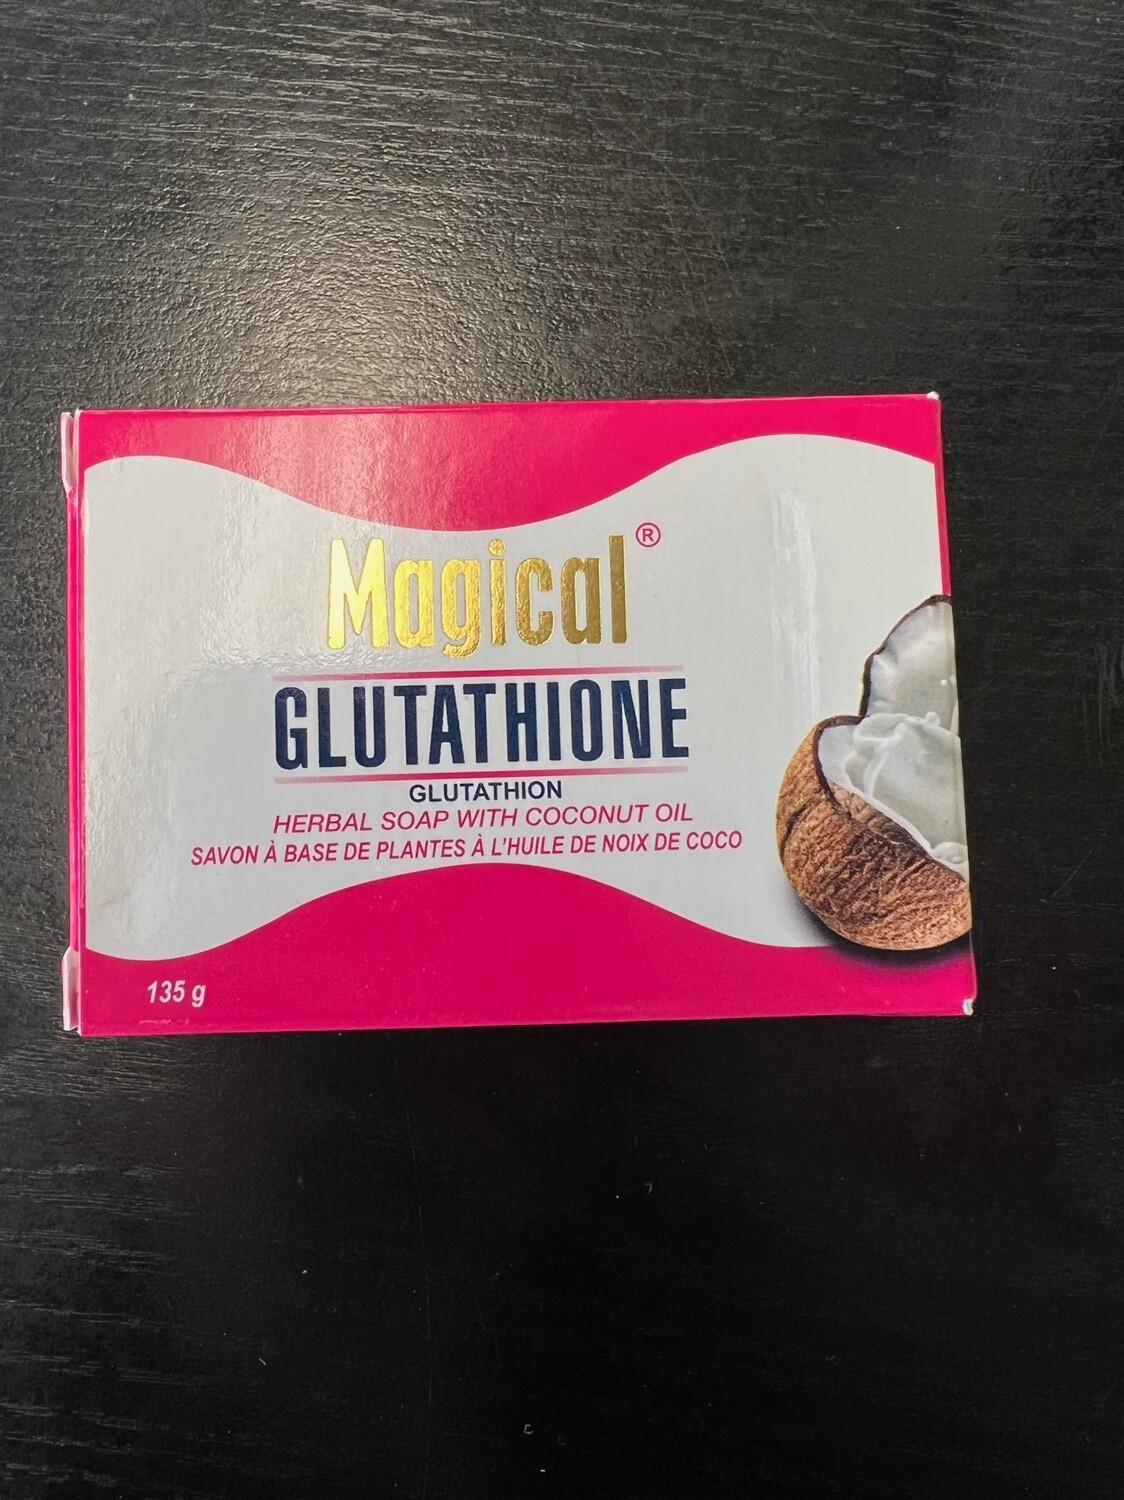 Magical®
GLUTATHIONE
GLUTATHION
HERBAL SOAP WITH COCONUT OIL
SAVON À BASE DE PLANTES À L'HUILE DE NOIX DE COCO
135 g